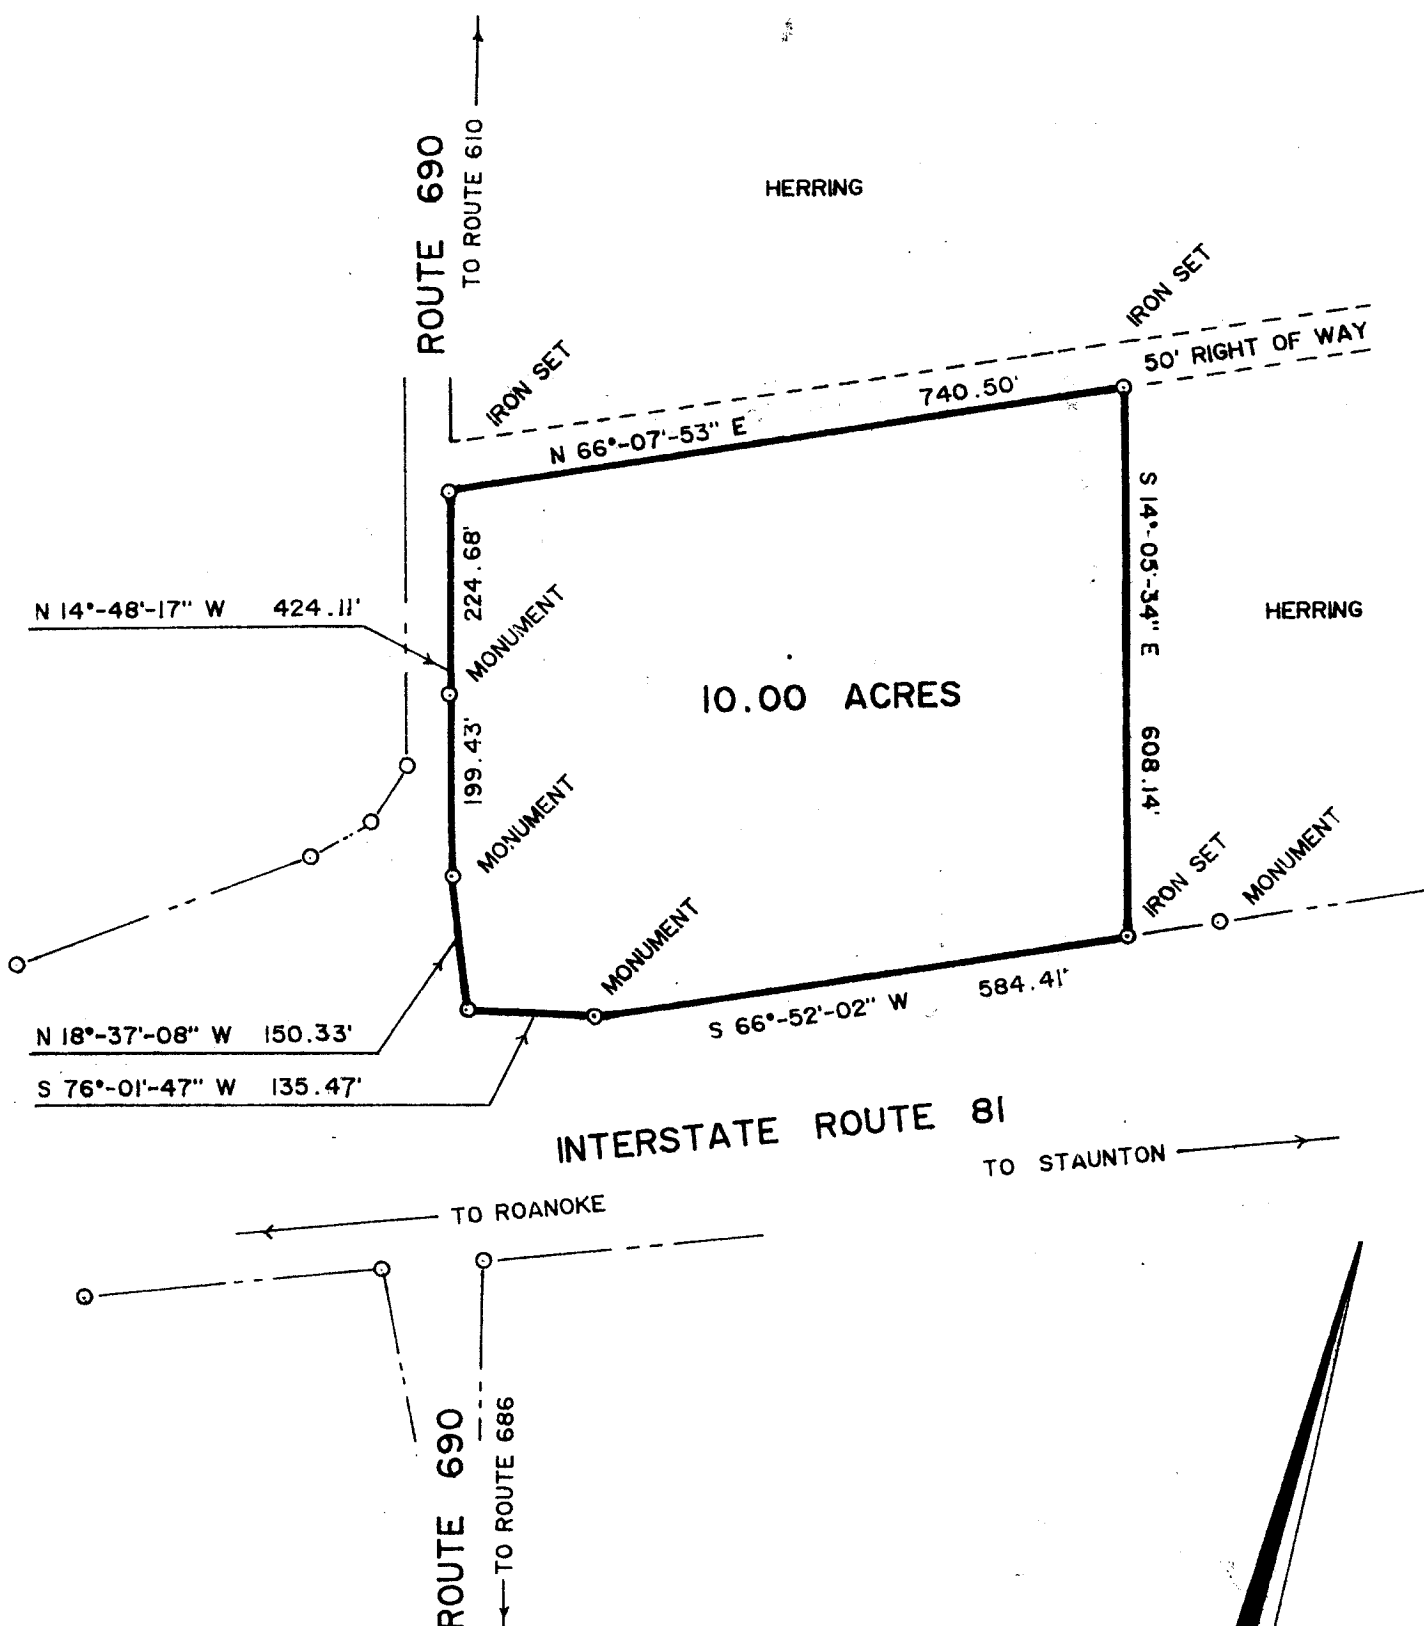 ROUTE 690
TO ROUTE 610
HERRING
IRON SET
IRON SET
50' RIGHT OF WAY
N 66°-07'-53" E 740.50'
S 14°-05'-34" E 608.14'
224.68'
N 14°-48'-17" W 424.11'
MONUMENT
HERRING
10.00 ACRES
199.43'
MONUMENT
IRON SET
MONUMENT
MONUMENT
S 66°-52'-02" W 584.41'
N 18°-37'-08" W 150.33'
S 76°-01'-47" W 135.47'
INTERSTATE ROUTE 81
TO STAUNTON
TO ROANOKE
ROUTE 690
TO ROUTE 686